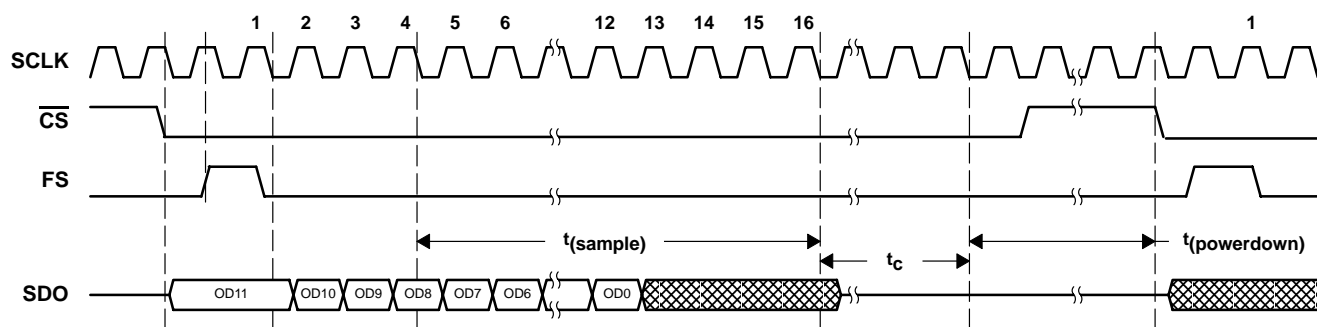 1 2 3 4 5 6 12 13 14 15 16 1
SCLK
CS
FS
t(sample)
t(powerdown)
tc
SDO
OD11 OD10 OD9 OD8 OD7 OD6 OD0